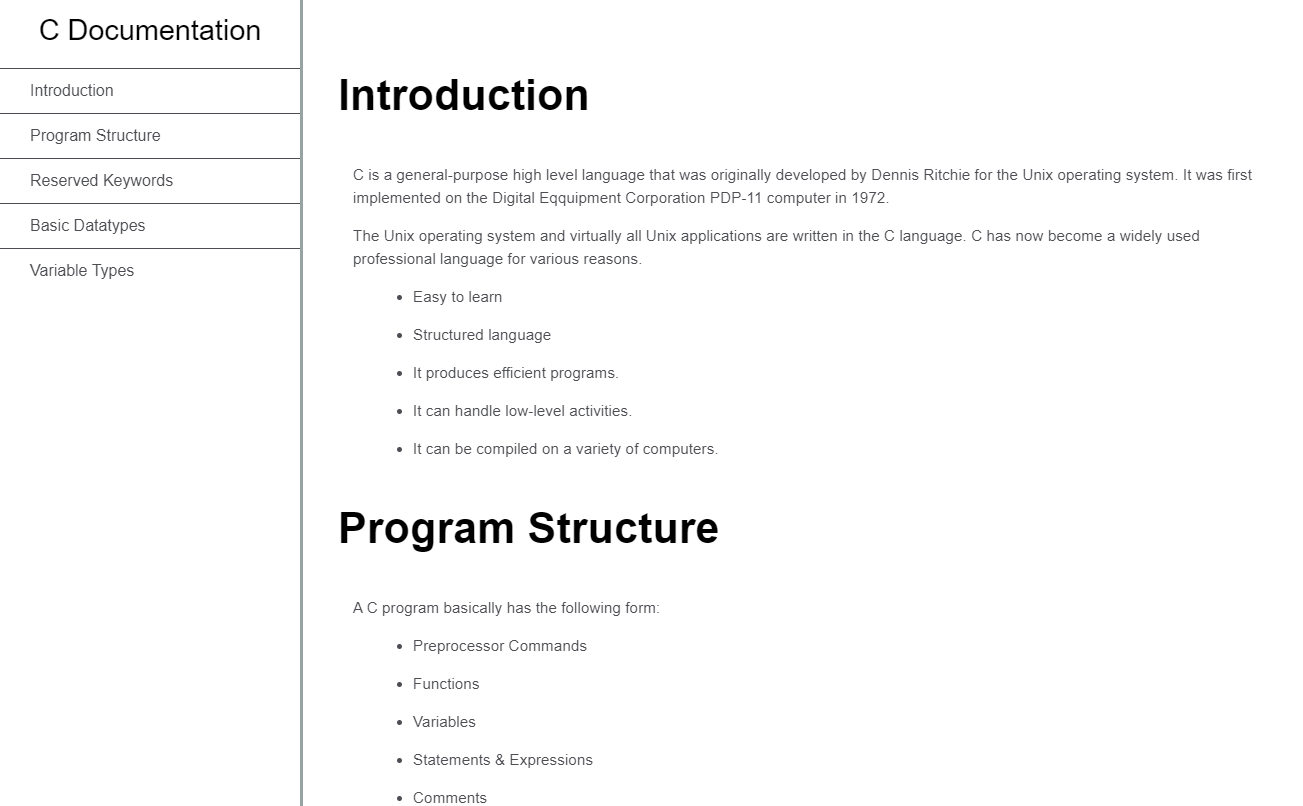 C Documentation
Introduction
Program Structure
Reserved Keywords
Basic Datatypes
Variable Types
Introduction
C is a general-purpose high level language that was originally developed by Dennis Ritchie for the Unix operating system. It was first
implemented on the Digital Eqquipment Corporation PDP-11 computer in 1972.
The Unix operating system and virtually all Unix applications are written in the C language. C has now become a widely used
professional language for various reasons.
• Easy to learn
• Structured language
• It produces efficient programs.
• It can handle low-level activities.
• It can be compiled on a variety of computers.
Program Structure
A C program basically has the following form:
• Preprocessor Commands
• Functions
• Variables
• Statements & Expressions
• Comments